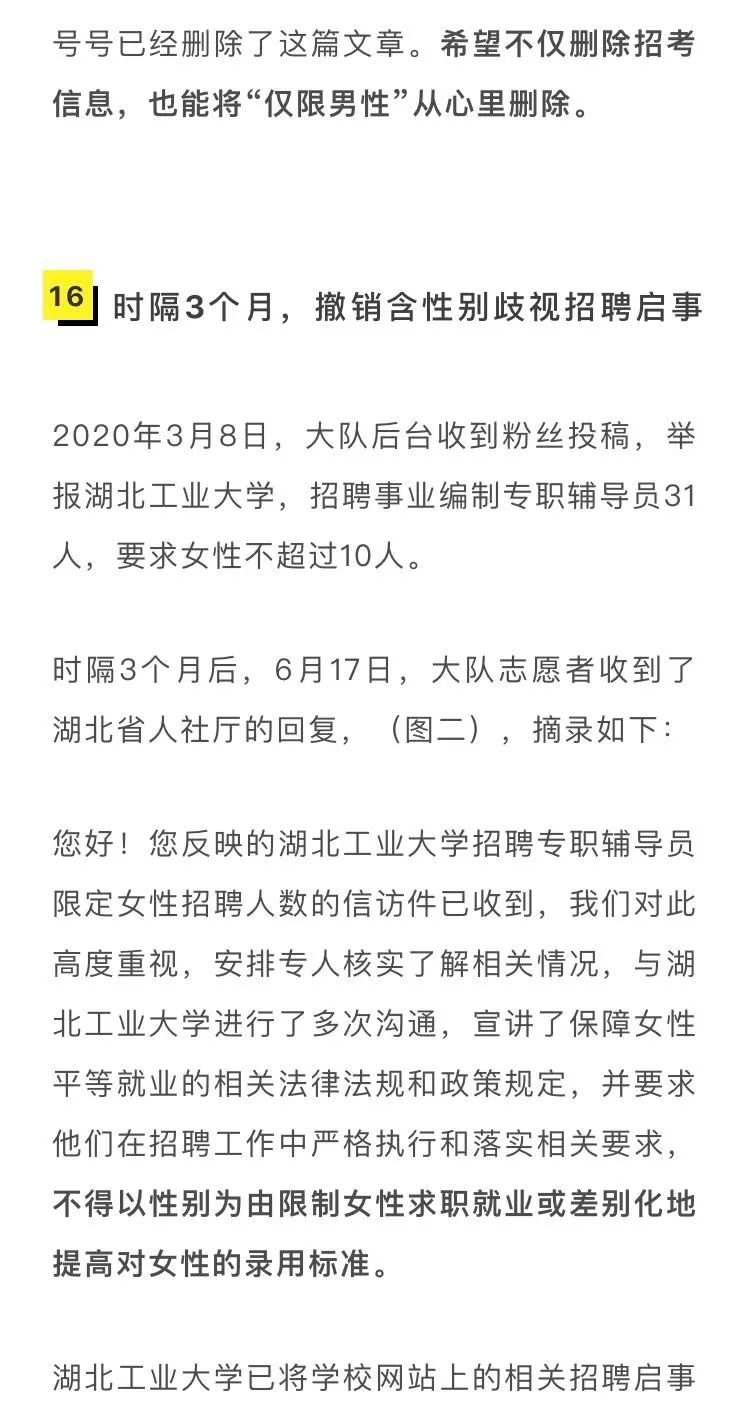 号号已经删除了这篇文章。希望不仅删除招考
信息，也能将“仅限男性”从心里删除。
16 时隔3个月，撤销含性别歧视招聘启事
2020年3月8日，大队后台收到粉丝投稿，举
报湖北工业大学，招聘事业编制专职辅导员31
人，要求女性不超过10人。
时隔3个月后，6月17日，大队志愿者收到了
湖北省人社厅的回复，（图二），摘录如下：
您好！您反映的湖北工业大学招聘专职辅导员
限定女性招聘人数的信访件已收到，我们对此
高度重视，安排专人核实了解相关情况，与湖
北工业大学进行了多次沟通，宣讲了保障女性
平等就业的相关法律法规和政策规定，并要求
他们在招聘工作中严格执行和落实相关要求，
不得以性别为由限制女性求职就业或差别化地
提高对女性的录用标准。
湖北工业大学已将学校网站上的相关招聘启事